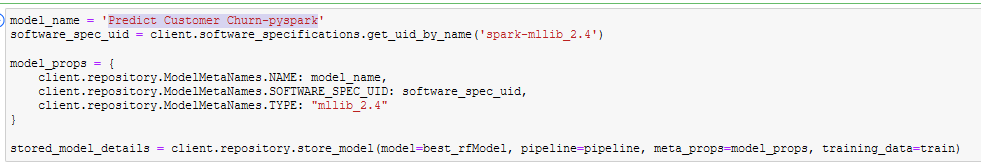 model_name = 'Predict Customer Churn-pyspark'
software_spec_uid = client.software_specifications.get_uid_by_name('spark-mllib_2.4')
model_props = {
    client.repository.ModelMetaNames.NAME: model_name,
    client.repository.ModelMetaNames.SOFTWARE_SPEC_UID: software_spec_uid,
    client.repository.ModelMetaNames.TYPE: "mllib_2.4"
}
stored_model_details = client.repository.store_model(model=best_rfModel, pipeline=pipeline, meta_props=model_props, training_data=train)